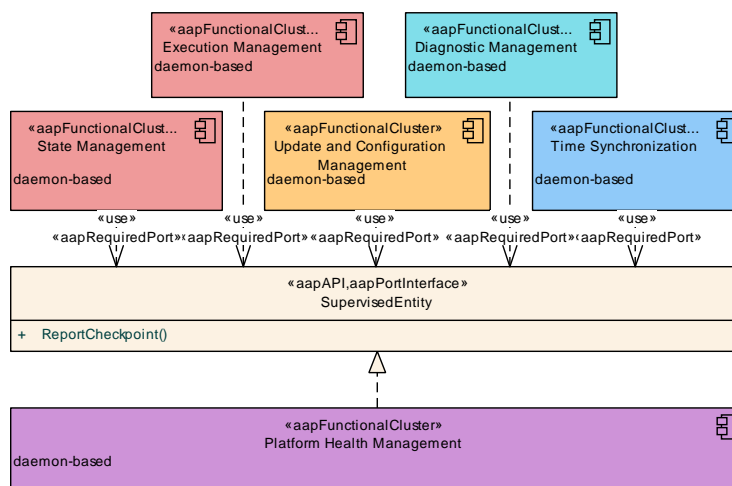 «aapFunctionalClust...
Execution Management
daemon-based
«aapFunctionalClust...
Diagnostic Management
daemon-based
«aapFunctionalClust...
State Management
daemon-based
«aapFunctionalCluster»
Update and Configuration
Management
daemon-based
«aapFunctionalClust...
Time Synchronization
daemon-based
«use» «use» «use» «use» «use»
«aapRequiredPort» «aapRequiredPort» «aapRequiredPort» «aapRequiredPort» «aapRequiredPort»
«aapAPI,aapPortInterface»
SupervisedEntity
+ ReportCheckpoint()
«aapFunctionalCluster»
Platform Health Management
daemon-based